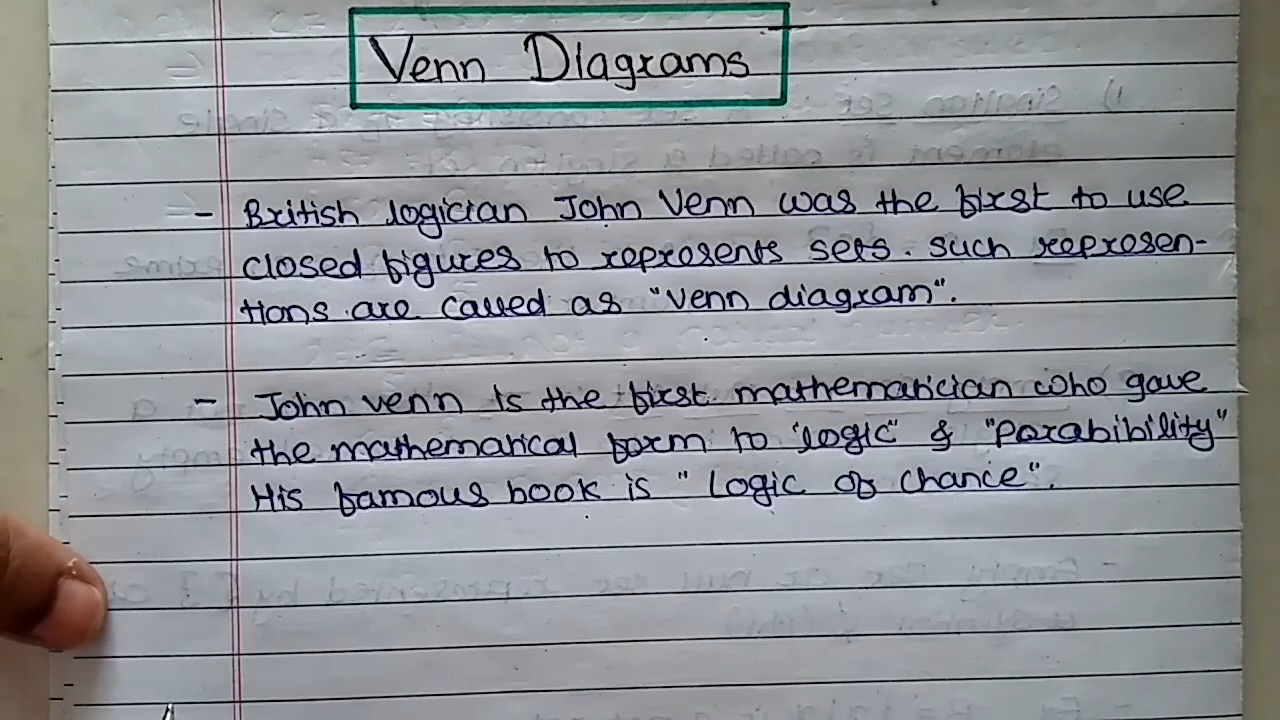 Venn Diagrams
- British logician John Venn was the first to use
closed figures to represents sets. such represen-
tions are called as "venn diagram".
- John venn is the first mathematician who gave
the mathematical form to "logic" & "Parabibility"
His famous book is "Logic of chance".